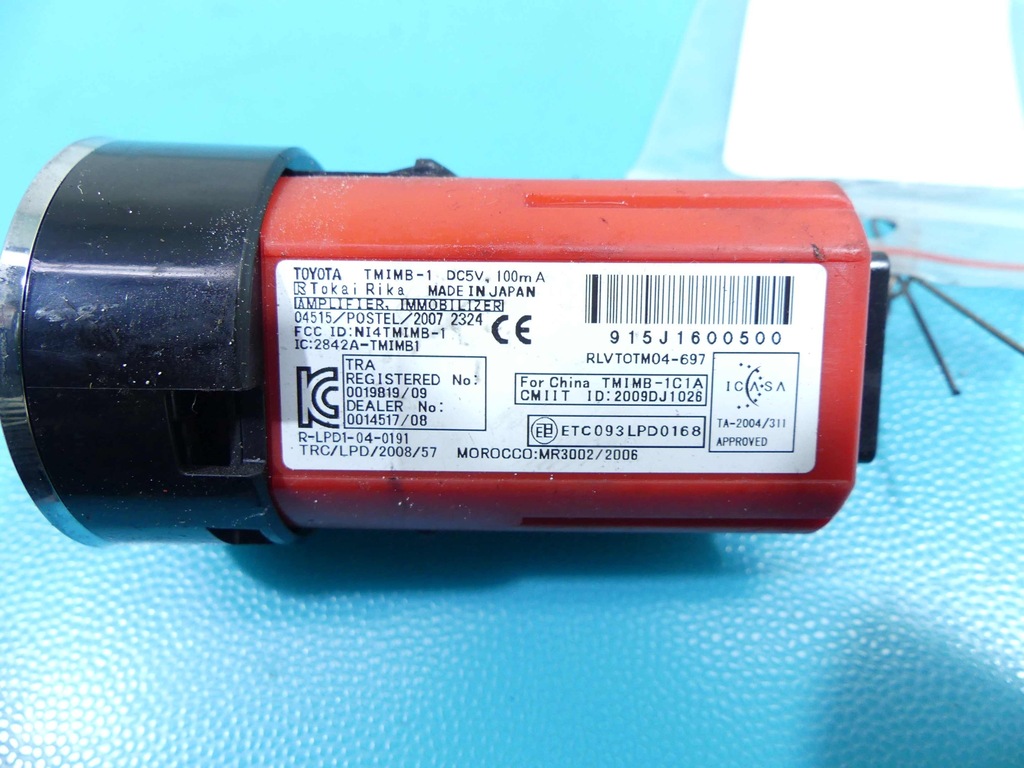 TOYOTA TMIMB-1 DC5V, 100mA
R Tokai Rika MADE IN JAPAN
AMPLIFIER, IMMOBILIZER
04515/POSTEL/2007 2324
FCC ID:NI4TMIMB-1
IC:2842A-TMIMB1
CE
915J1600500
RLVTOTM04-697
KC
TRA
REGISTERED No:
0019819/09
DEALER No:
0014517/08
For China TMIMB-1C1A
CMIIT ID:2009DJ1026
ETC093LPD0168
ICASA
TA-2004/311
APPROVED
R-LPD1-04-0191
TRC/LPD/2008/57
MOROCCO:MR3002/2006